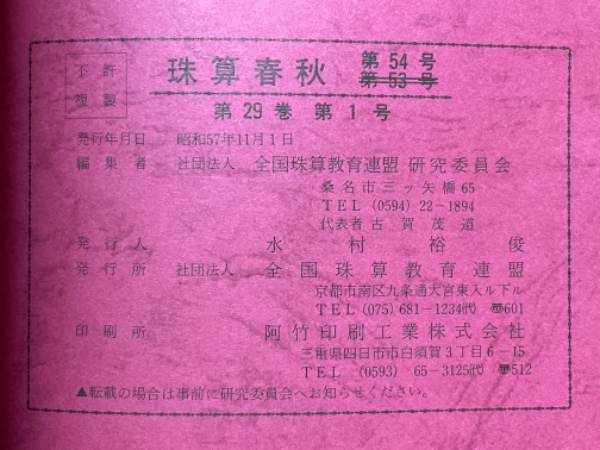 不許
複製
珠算春秋 第54号
第53号
第29巻 第1号
発行年月日 昭和57年11月1日
編集者 社団法人 全国珠算教育連盟 研究委員会
桑名市三ッ矢橋65
TEL (0594) 22-1894
代表者 古賀茂道
発行人 水村裕俊
発行所 社団法人 全国珠算教育連盟
京都市南区九条通大宮東入ル下ル
TEL (075) 681-1234㈹ 〠601
印刷所 阿竹印刷工業株式会社
三重県四日市市白須賀3丁目6-15
TEL (0593) 65-3125㈹ 〠512
▲転載の場合は事前に研究委員会へお知らせください。